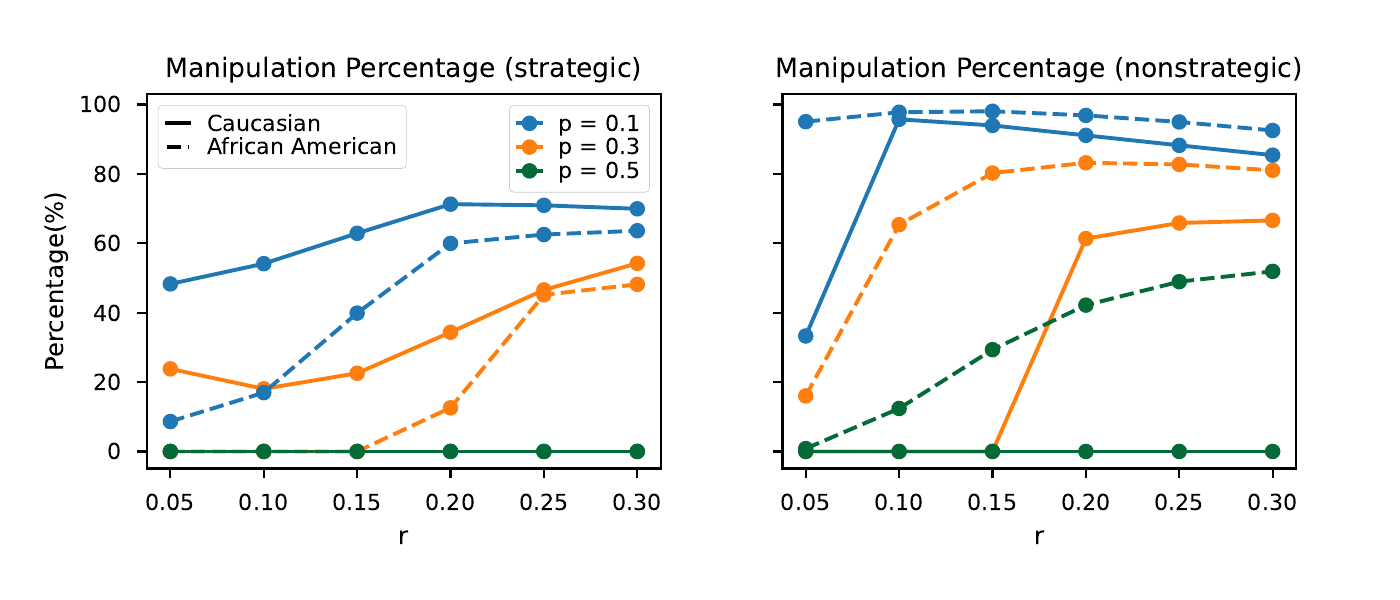 Manipulation Percentage (strategic)
Percentage(%)
100
80
60
40
20
0
Caucasian
African American
p = 0.1
p = 0.3
p = 0.5
0.05 0.10 0.15 0.20 0.25 0.30
r
Manipulation Percentage (nonstrategic)
0.05 0.10 0.15 0.20 0.25 0.30
r